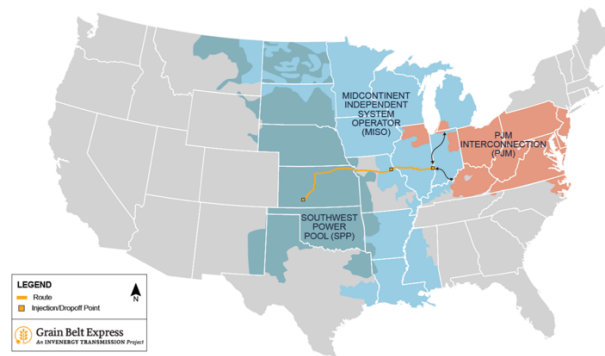 MIDCONTINENT
INDEPENDENT
SYSTEM
OPERATOR
(MISO)
PJM
INTERCONNECTION
(PJM)
SOUTHWEST
POWER
POOL (SPP)
LEGEND
Route
Injection/Dropoff Point
N
Grain Belt Express
AN INVENERGY TRANSMISSION Project